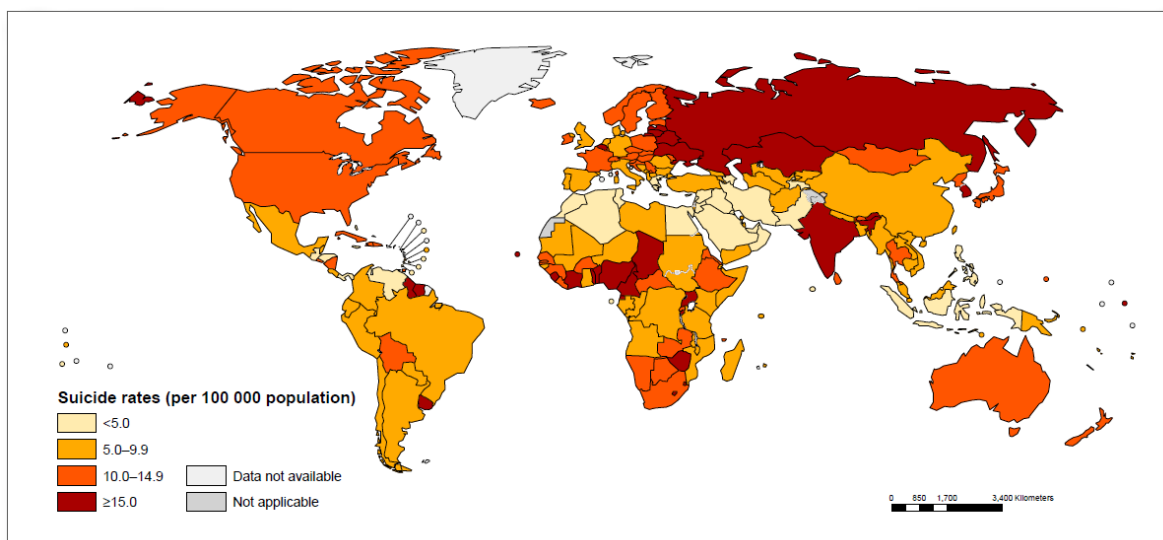 Suicide rates (per 100 000 population)
<5.0
5.0–9.9
10.0–14.9
≥15.0
Data not available
Not applicable
0 850 1,700 3,400 Kilometers